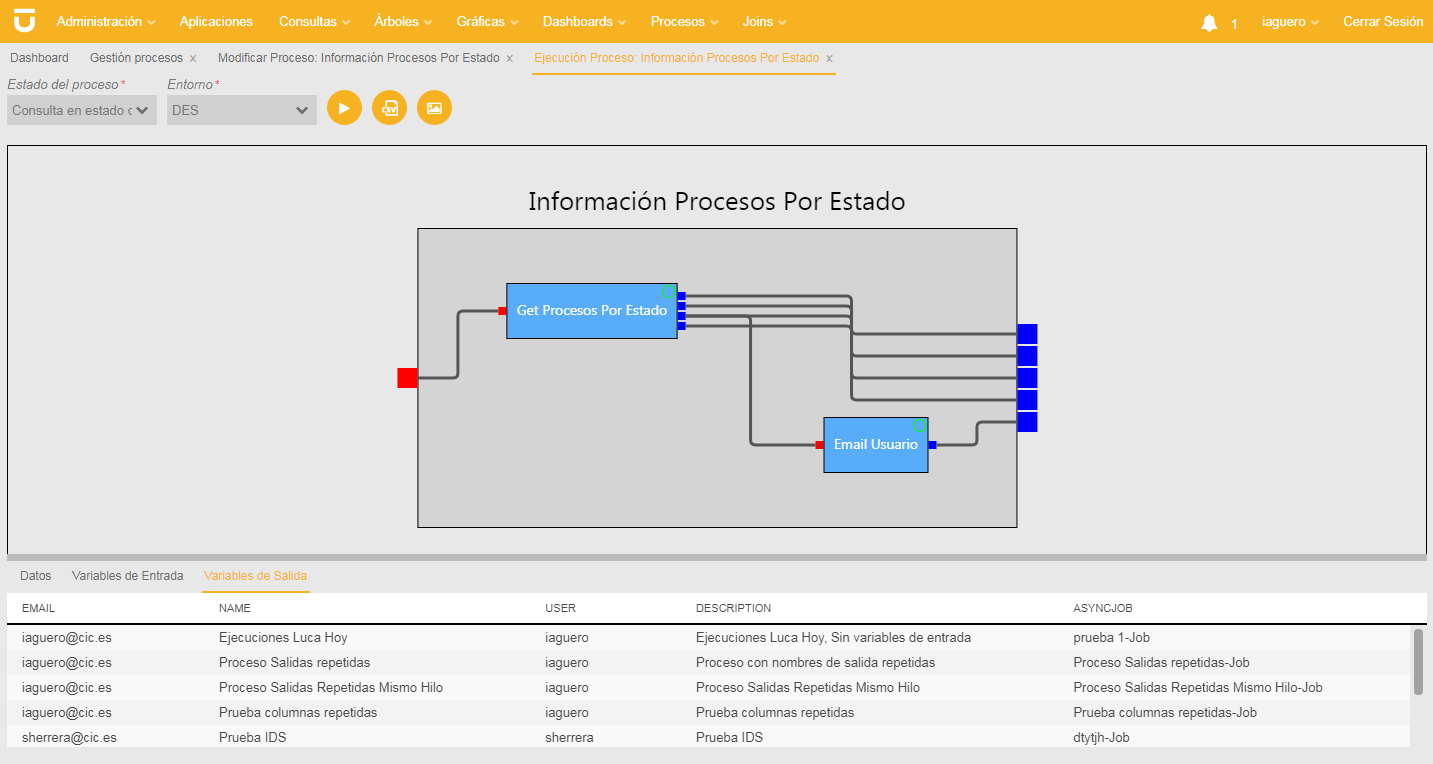 Administración Aplicaciones Consultas Árboles Gráficas Dashboards Procesos Joins 1 iaguero Cerrar Sesión
Dashboard Gestión procesos x Modificar Proceso: Información Procesos Por Estado x Ejecución Proceso: Información Procesos Por Estado x
Estado del proceso * Entorno *
Consulta en estado DES CSV
Información Procesos Por Estado
Get Procesos Por Estado
Email Usuario
Datos Variables de Entrada Variables de Salida
EMAIL NAME USER DESCRIPTION ASYNCJOB
iaguero@cic.es Ejecuciones Luca Hoy iaguero Ejecuciones Luca Hoy, Sin variables de entrada prueba 1-Job
iaguero@cic.es Proceso Salidas repetidas iaguero Proceso con nombres de salida repetidas Proceso Salidas repetidas-Job
iaguero@cic.es Proceso Salidas Repetidas Mismo Hilo iaguero Proceso Salidas Repetidas Mismo Hilo Proceso Salidas Repetidas Mismo Hilo-Job
iaguero@cic.es Prueba columnas repetidas iaguero Prueba columnas repetidas Prueba columnas repetidas-Job
sherrera@cic.es Prueba IDS sherrera Prueba IDS dtytjh-Job